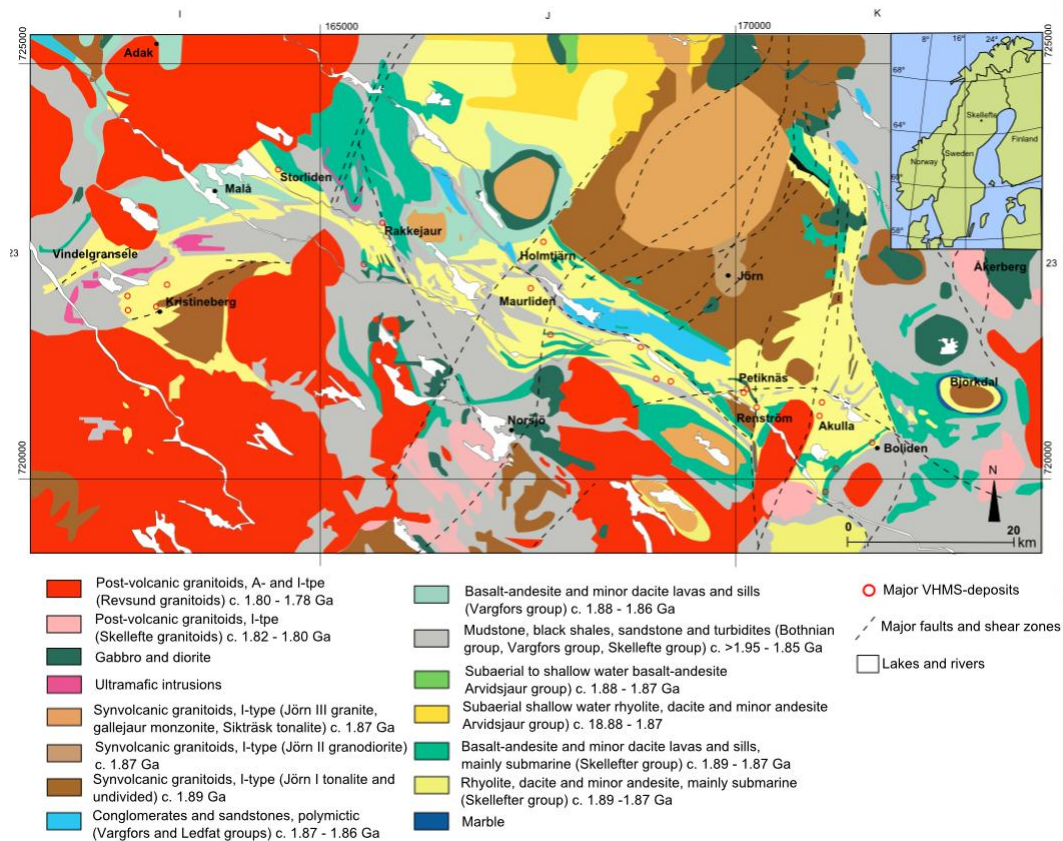 I
J
K
165000
170000
725000
725000
8°
16°
24°
68°
64°
60°
58°
Skellefte
Norway
Sweden
Finland
Adak
Storliden
Malå
Rakkejaur
Vindelgransele
23
23
Kristineberg
Holmtjärn
Maurliden
Jörn
Åkerberg
Petiknäs
Renström
Akulla
Björkdal
Boliden
Norsjö
720000
720000
N
0
20
km
Post-volcanic granitoids, A- and I-tpe
(Revsund granitoids) c. 1.80 - 1.78 Ga
Post-volcanic granitoids, I-tpe
(Skellefte granitoids) c. 1.82 - 1.80 Ga
Gabbro and diorite
Ultramafic intrusions
Synvolcanic granitoids, I-type (Jörn III granite,
gallejaur monzonite, Sikträsk tonalite) c. 1.87 Ga
Synvolcanic granitoids, I-type (Jörn II granodiorite)
c. 1.87 Ga
Synvolcanic granitoids, I-type (Jörn I tonalite and
undivided) c. 1.89 Ga
Conglomerates and sandstones, polymictic
(Vargfors and Ledfat groups) c. 1.87 - 1.86 Ga
Basalt-andesite and minor dacite lavas and sills
(Vargfors group) c. 1.88 - 1.86 Ga
Mudstone, black shales, sandstone and turbidites (Bothnian
group, Vargfors group, Skellefte group) c. >1.95 - 1.85 Ga
Subaerial to shallow water basalt-andesite
Arvidsjaur group) c. 1.88 - 1.87 Ga
Subaerial shallow water rhyolite, dacite and minor andesite
Arvidsjaur group) c. 18.88 - 1.87
Basalt-andesite and minor dacite lavas and sills,
mainly submarine (Skellefter group) c. 1.89 - 1.87 Ga
Rhyolite, dacite and minor andesite, mainly submarine
(Skellefter group) c. 1.89 -1.87 Ga
Marble
Major VHMS-deposits
Major faults and shear zones
Lakes and rivers